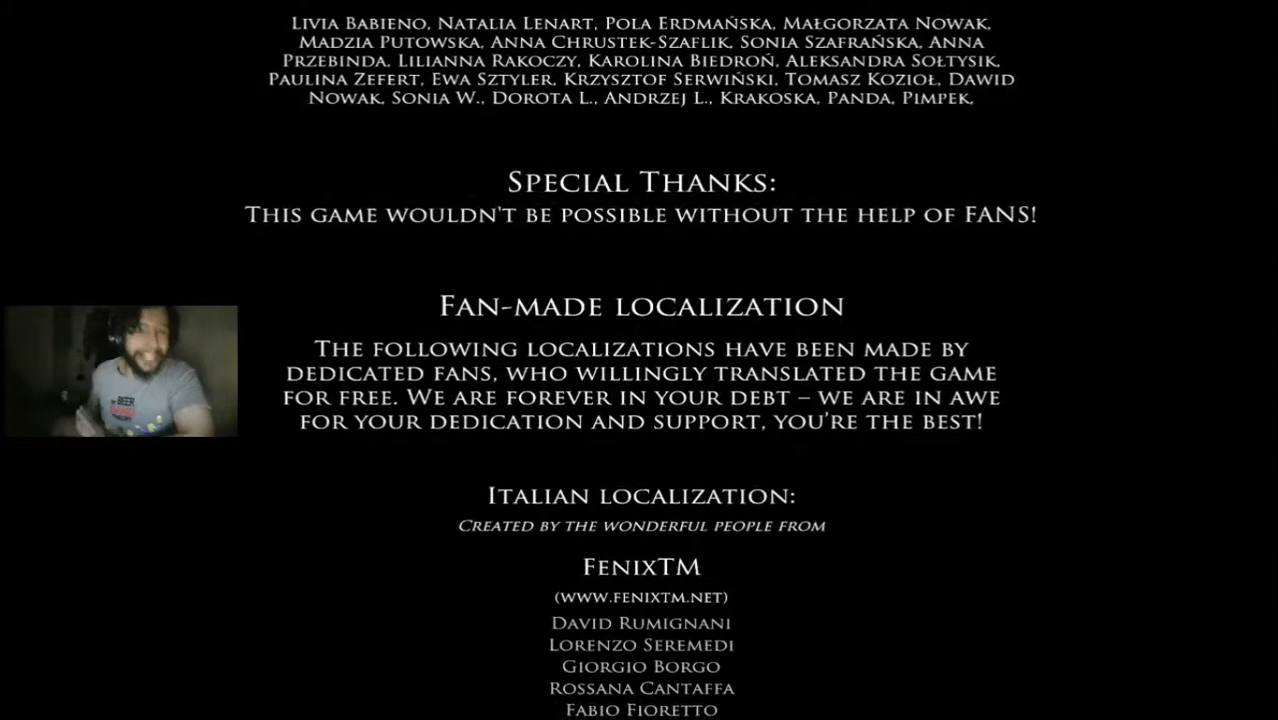 Livia Babieno, Natalia Lenart, Pola Erdmańska, Małgorzata Nowak,
Madzia Putowska, Anna Chrustek-Szaflik, Sonia Szafrańska, Anna
Przebinda, Lilianna Rakoczy, Karolina Biedroń, Aleksandra Sołtysik,
Paulina Zefert, Ewa Sztyler, Krzysztof Serwiński, Tomasz Kozioł, Dawid
Nowak, Sonia W., Dorota L., Andrzej L., Krakoska, Panda, Pimpek,
Special Thanks:
This game wouldn't be possible without the help of FANS!
Fan-made localization
The following localizations have been made by
dedicated fans, who willingly translated the game
for free. We are forever in your debt – we are in awe
for your dedication and support, you're the best!
Italian localization:
Created by the wonderful people from
FenixTM
(www.fenixtm.net)
David Rumignani
Lorenzo Seremedi
Giorgio Borgo
Rossana Cantaffa
Fabio Fioretto
BEER
THEORY